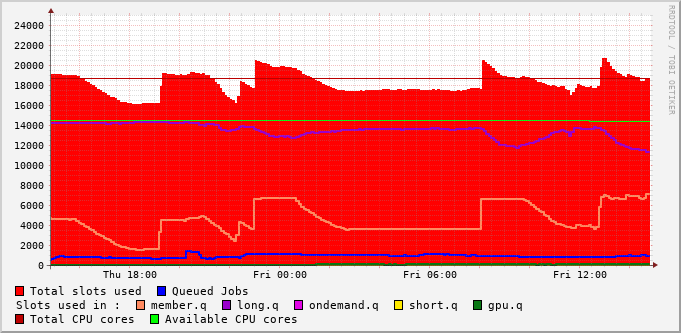 RRDTOOL / TOBI OETIKER
24000
22000
20000
18000
16000
14000
12000
10000
8000
6000
4000
2000
0
Thu 18:00 Fri 00:00 Fri 06:00 Fri 12:00
Total slots used Queued Jobs
Slots used in : member.q long.q ondemand.q short.q gpu.q
Total CPU cores Available CPU cores